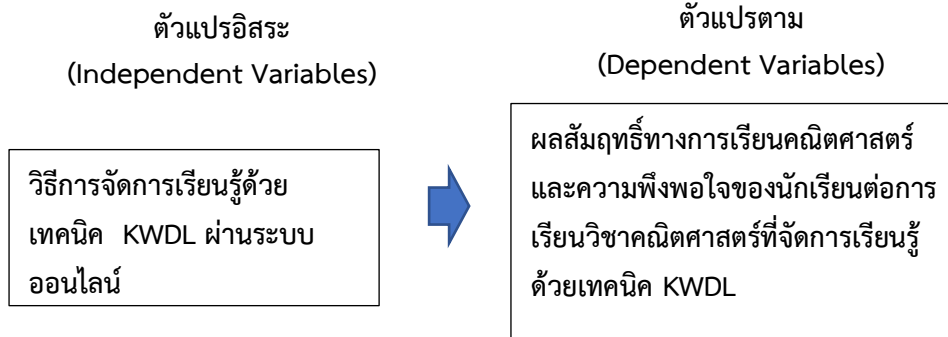 ตัวแปรอิสระ
(Independent Variables)
วิธีการจัดการเรียนรู้ด้วย
เทคนิค KWDL ผ่านระบบ
ออนไลน์
ตัวแปรตาม
(Dependent Variables)
ผลสัมฤทธิ์ทางการเรียนคณิตศาสตร์
และความพึงพอใจของนักเรียนต่อการ
เรียนวิชาคณิตศาสตร์ที่จัดการเรียนรู้
ด้วยเทคนิค KWDL